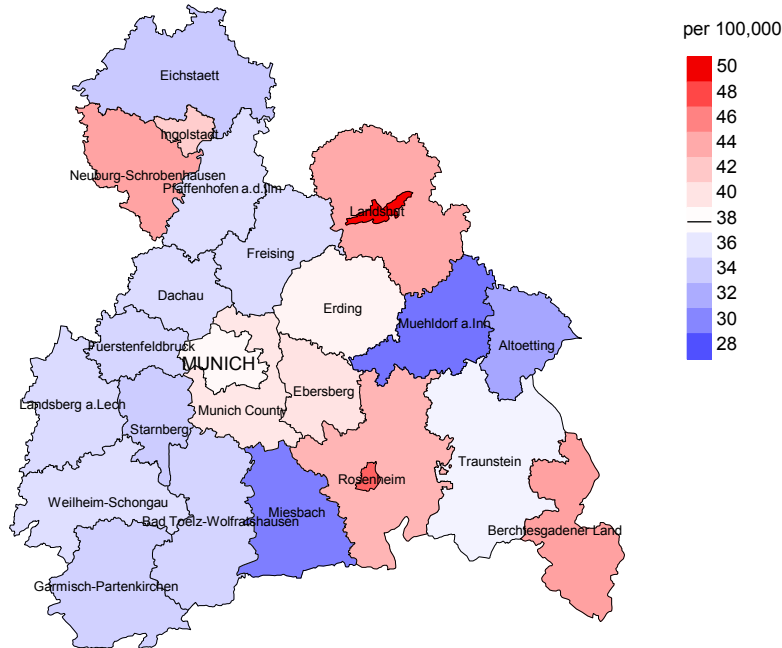 per 100,000
50
48
46
44
42
40
38
36
34
32
30
28
Eichstaett
Ingolstadt
Neuburg-Schrobenhausen
Pfaffenhofen a.d.Ilm
Landshut
Freising
Dachau
Erding
Muehldorf a.Inn
Altoetting
Fuerstenfeldbruck
MUNICH
Ebersberg
Landsberg a.Lech
Munich County
Starnberg
Traunstein
Rosenheim
Weilheim-Schongau
Miesbach
Bad Toelz-Wolfratshausen
Berchtesgadener Land
Garmisch-Partenkirchen